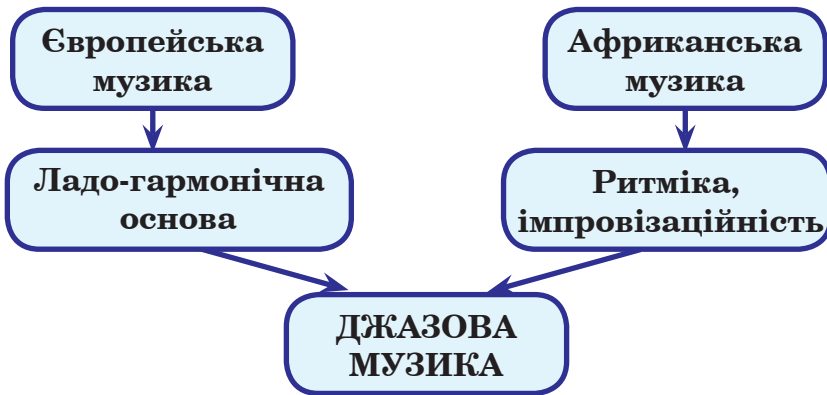 Європейська
музика
Африканська
музика
Ладо-гармонічна
основа
Ритміка,
імпровізаційність
ДЖАЗОВА
МУЗИКА